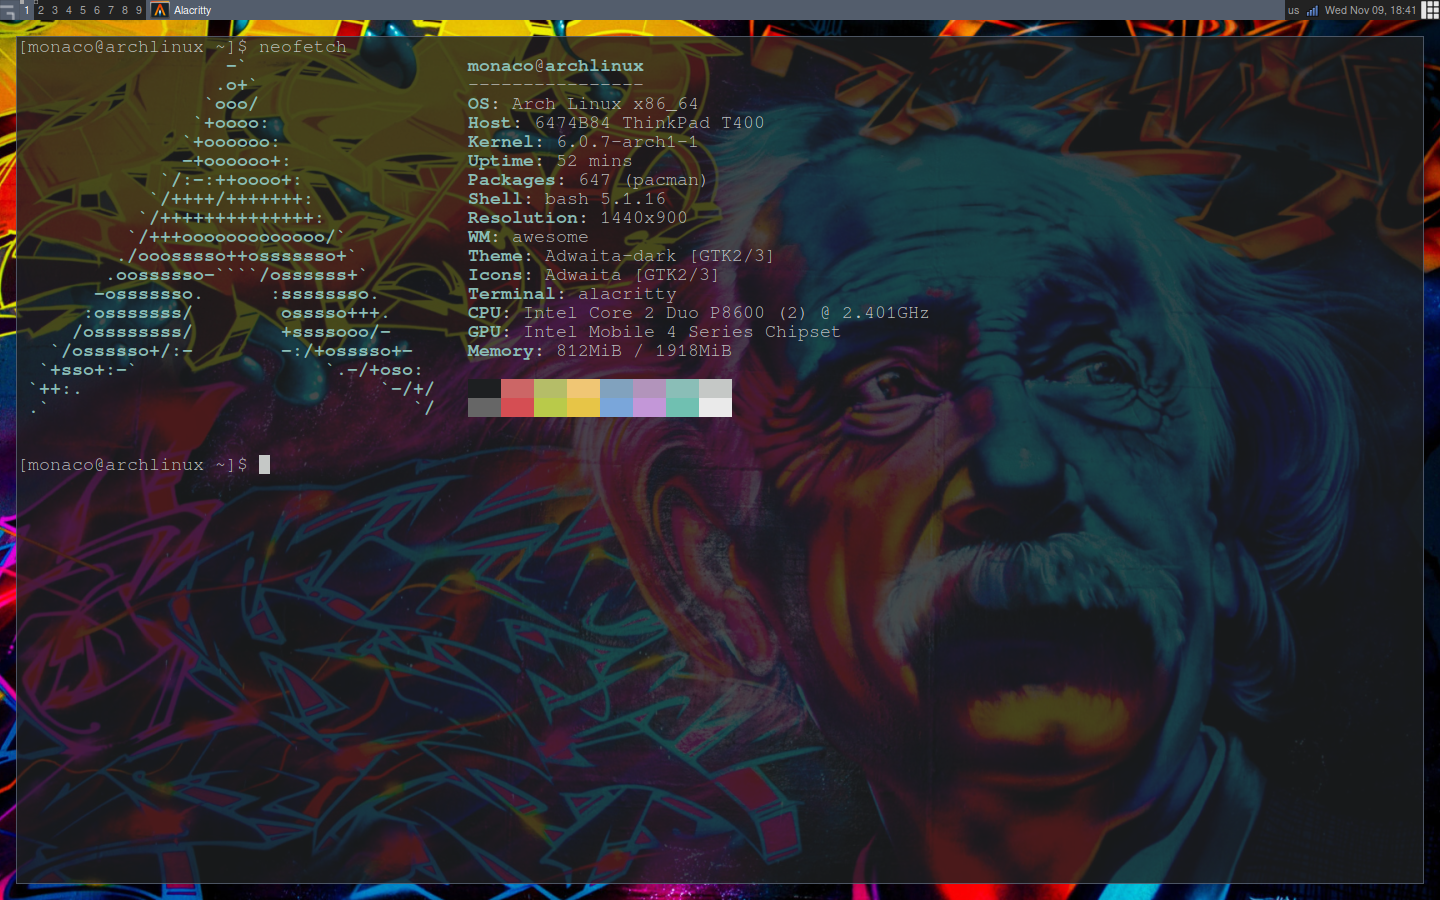 1 2 3 4 5 6 7 8 9 Alacritty us Wed Nov 09, 18:41
[monaco@archlinux ~]$ neofetch
-`
.o+`
`ooo/
`+oooo:
`+oooooo:
-+oooooo+:
`/:-:++oooo+:
`/++++/+++++++:
`/++++++++++++++:
`/+++ooooooooooooo/`
./ooosssso++osssssso+`
.oossssso-````/ossssss+`
-osssssso. :ssssssso.
:osssssss/ osssso+++.
/ossssssss/ +ssssooo/-
`/ossssso+/:- -:/+osssso+-
`+sso+:-` `.-/+oso:
`++:. `-/+/
.` `/
monaco@archlinux
----------------
OS: Arch Linux x86_64
Host: 6474B84 ThinkPad T400
Kernel: 6.0.7-arch1-1
Uptime: 52 mins
Packages: 647 (pacman)
Shell: bash 5.1.16
Resolution: 1440x900
WM: awesome
Theme: Adwaita-dark [GTK2/3]
Icons: Adwaita [GTK2/3]
Terminal: alacritty
CPU: Intel Core 2 Duo P8600 (2) @ 2.401GHz
GPU: Intel Mobile 4 Series Chipset
Memory: 812MiB / 1918MiB
[monaco@archlinux ~]$